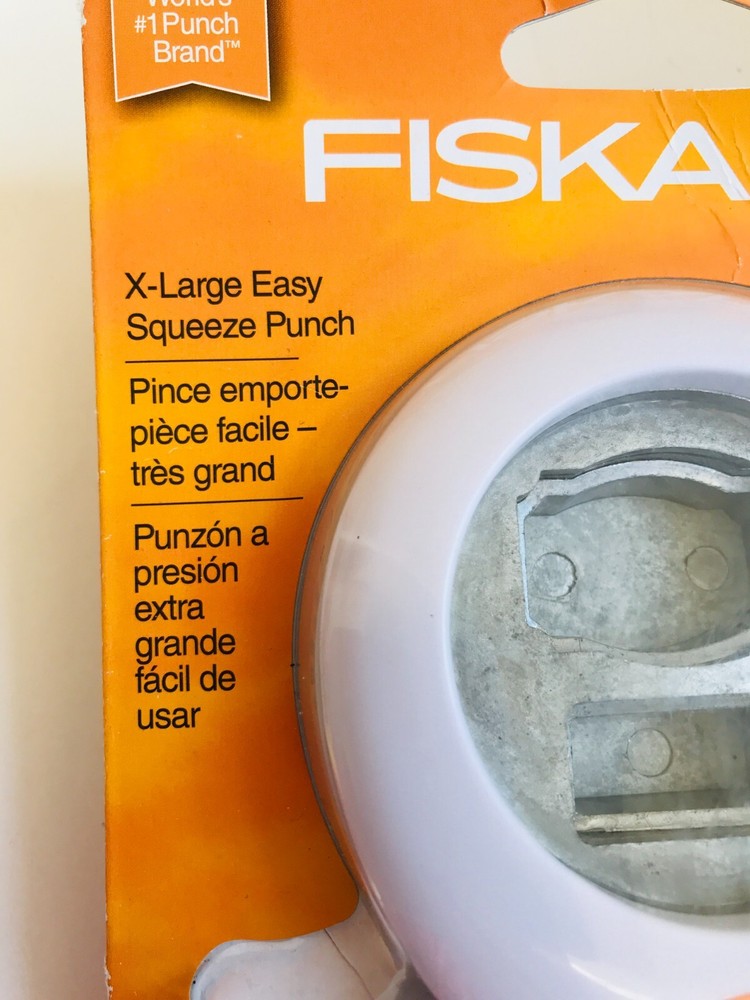 World's
#1 Punch
Brand™
FISKA
X-Large Easy
Squeeze Punch
Pince emporte-
pièce facile –
très grand
Punzón a
presión
extra
grande
fácil de
usar